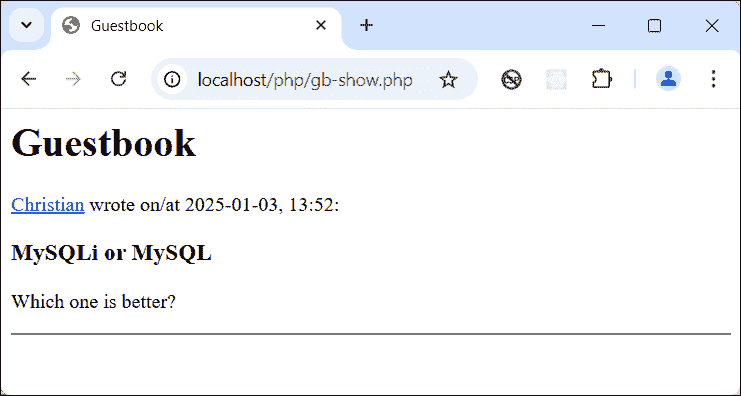 Guestbook
localhost/php/gb-show.php
Guestbook
Christian wrote on/at 2025-01-03, 13:52:
MySQLi or MySQL
Which one is better?